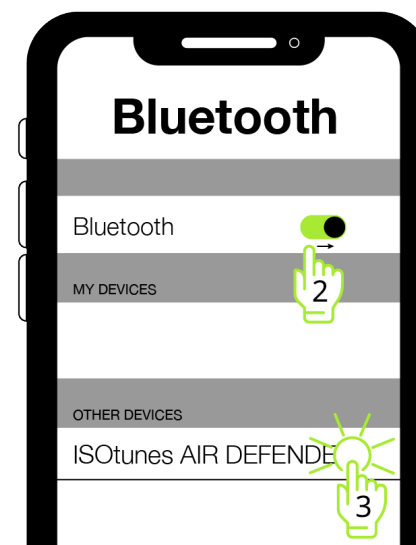 Bluetooth
Bluetooth
2
MY DEVICES
OTHER DEVICES
ISOtunes AIR DEFENDE
3